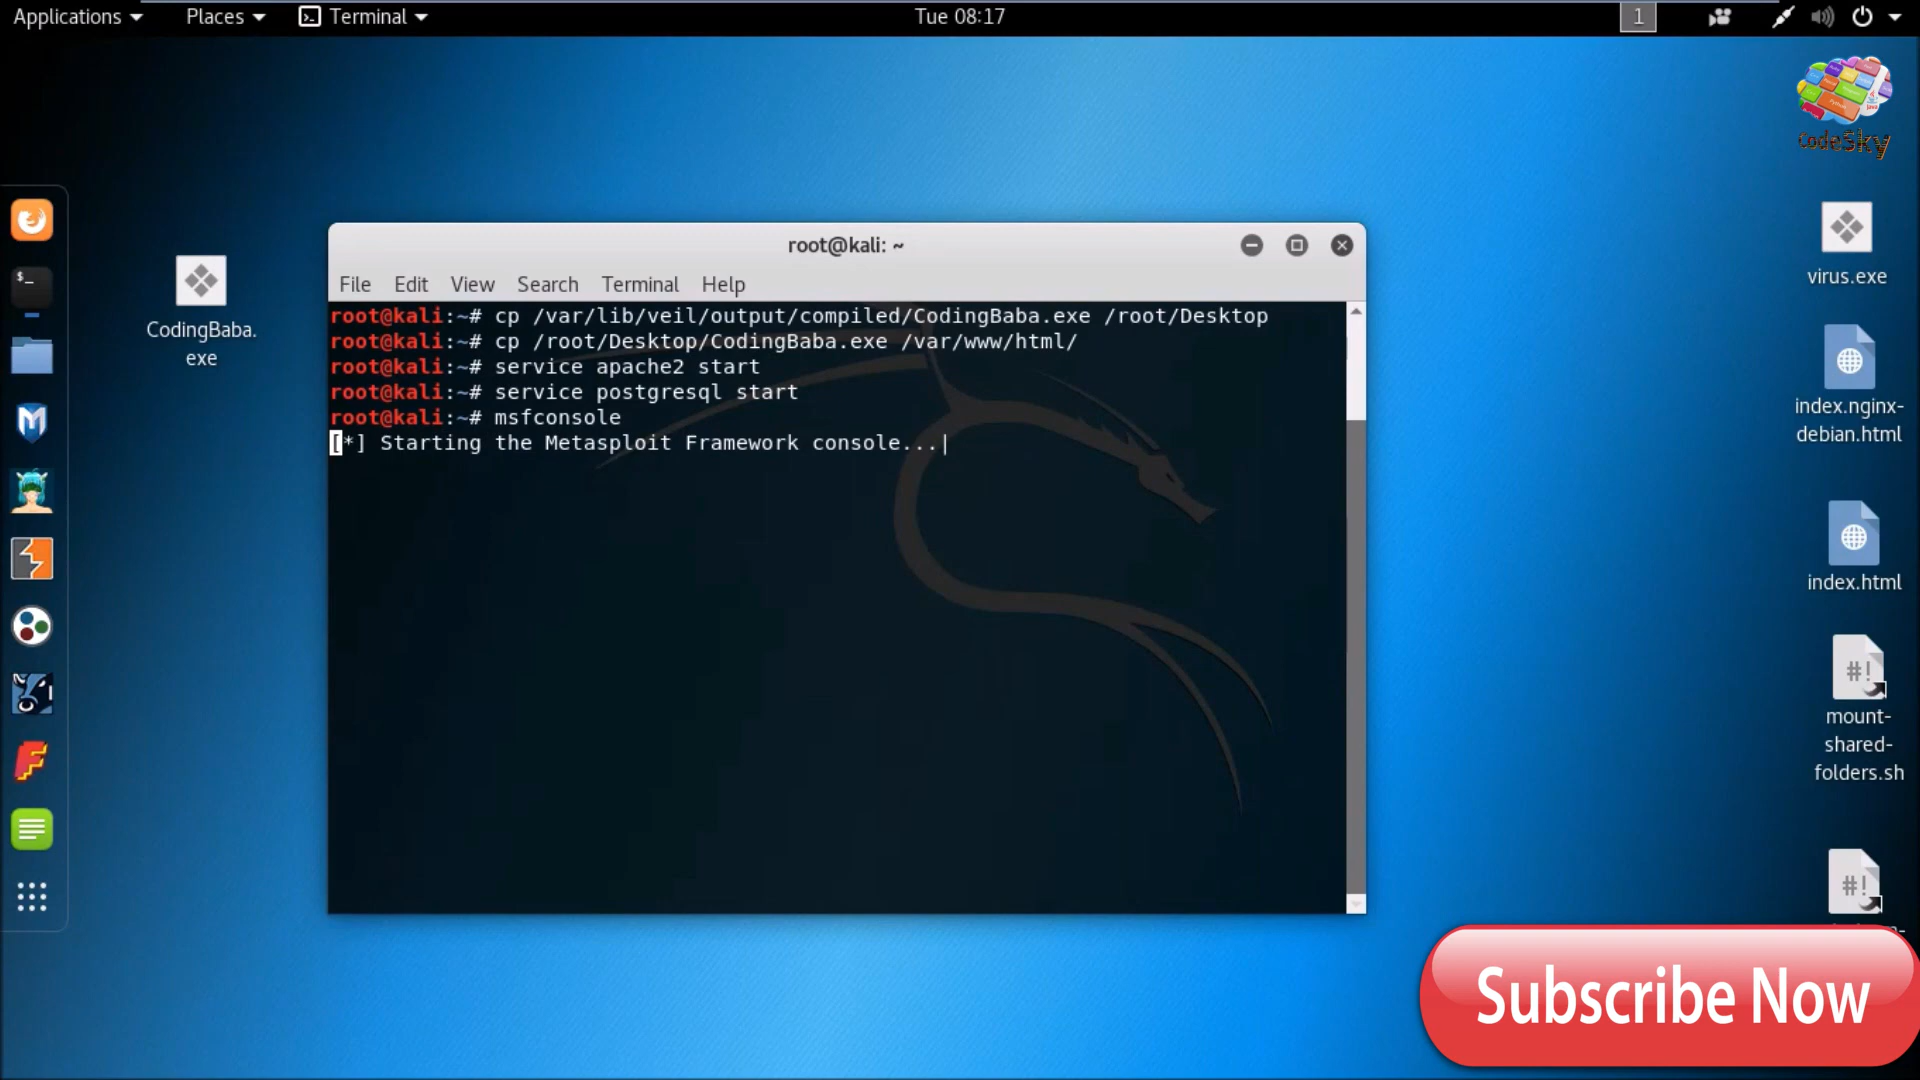 Applications Places Terminal Tue 08:17 1
CodeSky
virus.exe
CodingBaba.
exe
root@kali: ~
File Edit View Search Terminal Help
root@kali:~# cp /var/lib/veil/output/compiled/CodingBaba.exe /root/Desktop
root@kali:~# cp /root/Desktop/CodingBaba.exe /var/www/html/
root@kali:~# service apache2 start
root@kali:~# service postgresql start
root@kali:~# msfconsole
[*] Starting the Metasploit Framework console...|
index.nginx-
debian.html
index.html
mount-
shared-
folders.sh
Subscribe Now